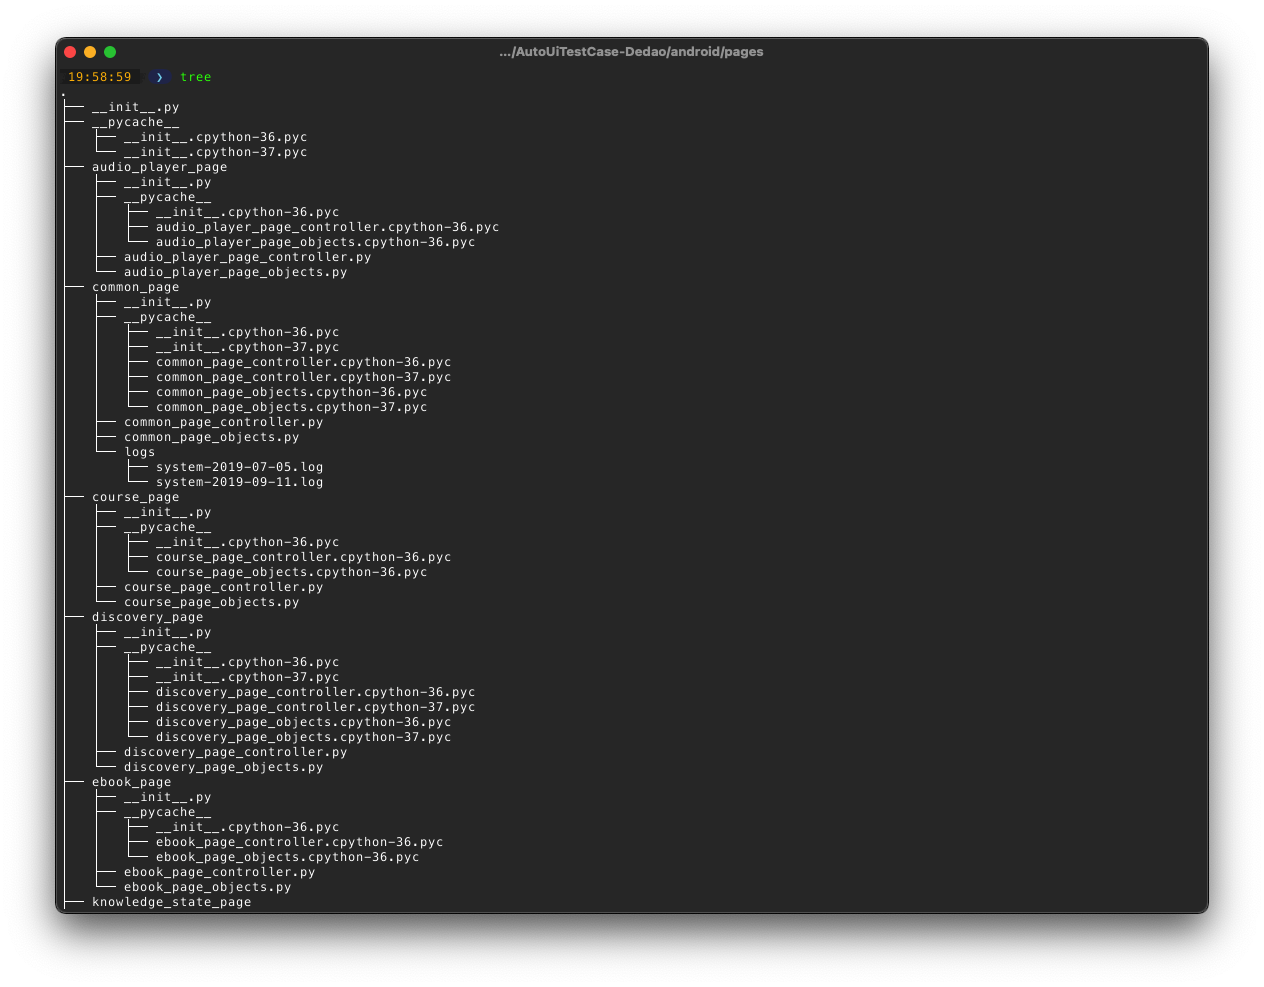 .../AutoUiTestCase-Dedao/android/pages
19:58:59 ❯ tree
.
├── __init__.py
├── __pycache__
│   ├── __init__.cpython-36.pyc
│   └── __init__.cpython-37.pyc
├── audio_player_page
│   ├── __init__.py
│   ├── __pycache__
│   │   ├── __init__.cpython-36.pyc
│   │   ├── audio_player_page_controller.cpython-36.pyc
│   │   └── audio_player_page_objects.cpython-36.pyc
│   ├── audio_player_page_controller.py
│   └── audio_player_page_objects.py
├── common_page
│   ├── __init__.py
│   ├── __pycache__
│   │   ├── __init__.cpython-36.pyc
│   │   ├── __init__.cpython-37.pyc
│   │   ├── common_page_controller.cpython-36.pyc
│   │   ├── common_page_controller.cpython-37.pyc
│   │   ├── common_page_objects.cpython-36.pyc
│   │   └── common_page_objects.cpython-37.pyc
│   ├── common_page_controller.py
│   ├── common_page_objects.py
│   └── logs
│       ├── system-2019-07-05.log
│       └── system-2019-09-11.log
├── course_page
│   ├── __init__.py
│   ├── __pycache__
│   │   ├── __init__.cpython-36.pyc
│   │   ├── course_page_controller.cpython-36.pyc
│   │   └── course_page_objects.cpython-36.pyc
│   ├── course_page_controller.py
│   └── course_page_objects.py
├── discovery_page
│   ├── __init__.py
│   ├── __pycache__
│   │   ├── __init__.cpython-36.pyc
│   │   ├── __init__.cpython-37.pyc
│   │   ├── discovery_page_controller.cpython-36.pyc
│   │   ├── discovery_page_controller.cpython-37.pyc
│   │   ├── discovery_page_objects.cpython-36.pyc
│   │   └── discovery_page_objects.cpython-37.pyc
│   ├── discovery_page_controller.py
│   └── discovery_page_objects.py
├── ebook_page
│   ├── __init__.py
│   ├── __pycache__
│   │   ├── __init__.cpython-36.pyc
│   │   ├── ebook_page_controller.cpython-36.pyc
│   │   └── ebook_page_objects.cpython-36.pyc
│   ├── ebook_page_controller.py
│   └── ebook_page_objects.py
├── knowledge_state_page